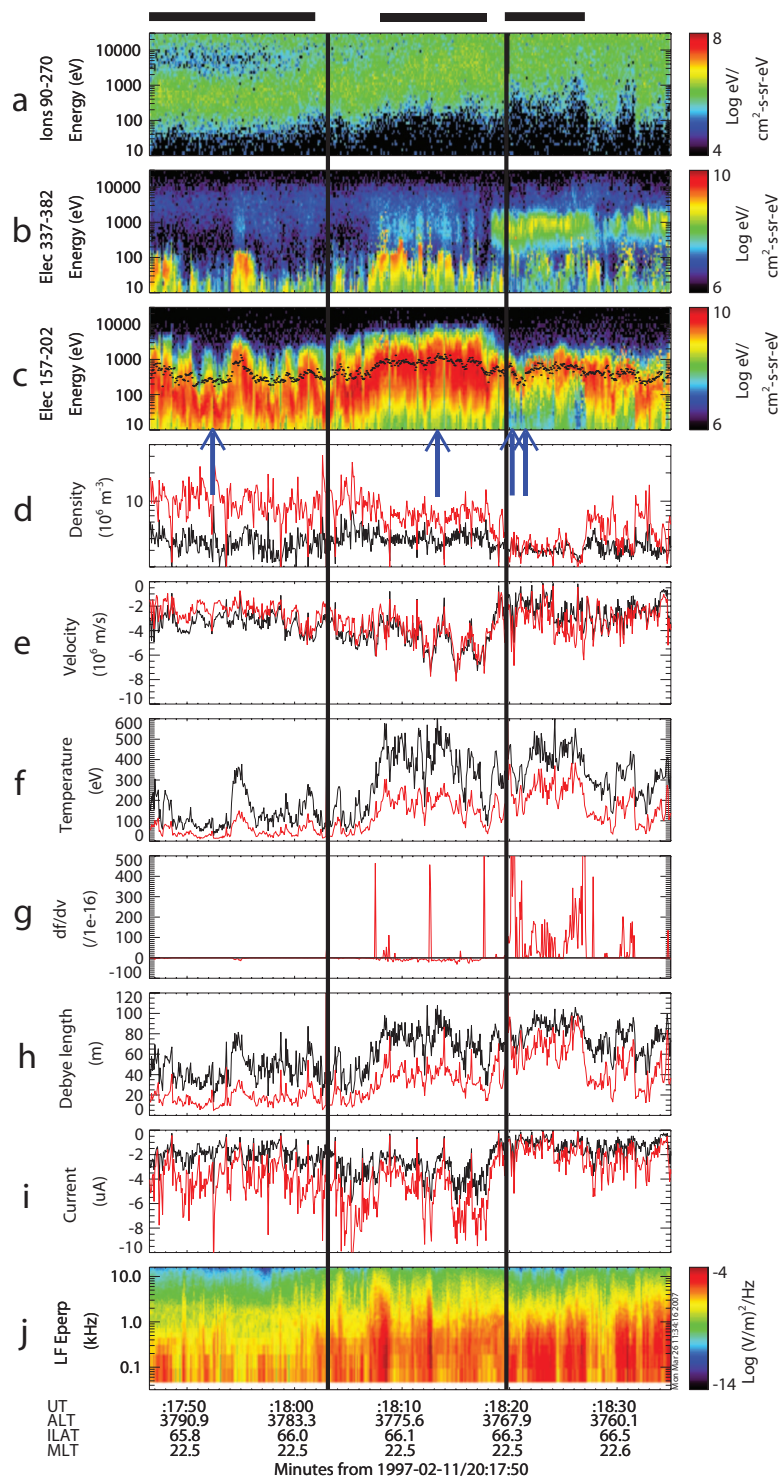 a
Ions 90-270
Energy (eV)
10000
1000
100
10
8
4
Log eV/
cm²-s-sr-eV
b
Elec 337-382
Energy (eV)
10000
1000
100
10
10
6
Log eV/
cm²-s-sr-eV
c
Elec 157-202
Energy (eV)
10000
1000
100
10
10
6
Log eV/
cm²-s-sr-eV
d
Density
(10⁶ m⁻³)
10
e
Velocity
(10⁶ m/s)
0
-2
-4
-6
-8
-10
f
Temperature
(eV)
600
500
400
300
200
100
0
g
df/dv
(/1e-16)
500
400
300
200
100
0
-100
h
Debye length
(m)
120
100
80
60
40
20
0
i
Current
(uA)
0
-2
-4
-6
-8
-10
j
LF Eperp
(kHz)
10.0
1.0
0.1
Mon Mar 26 11:34:16 2007
-4
-14
Log (V/m)²/Hz
UT :17:50 :18:00 :18:10 :18:20 :18:30
ALT 3790.9 3783.3 3775.6 3767.9 3760.1
ILAT 65.8 66.0 66.1 66.3 66.5
MLT 22.5 22.5 22.5 22.5 22.6
Minutes from 1997-02-11/20:17:50